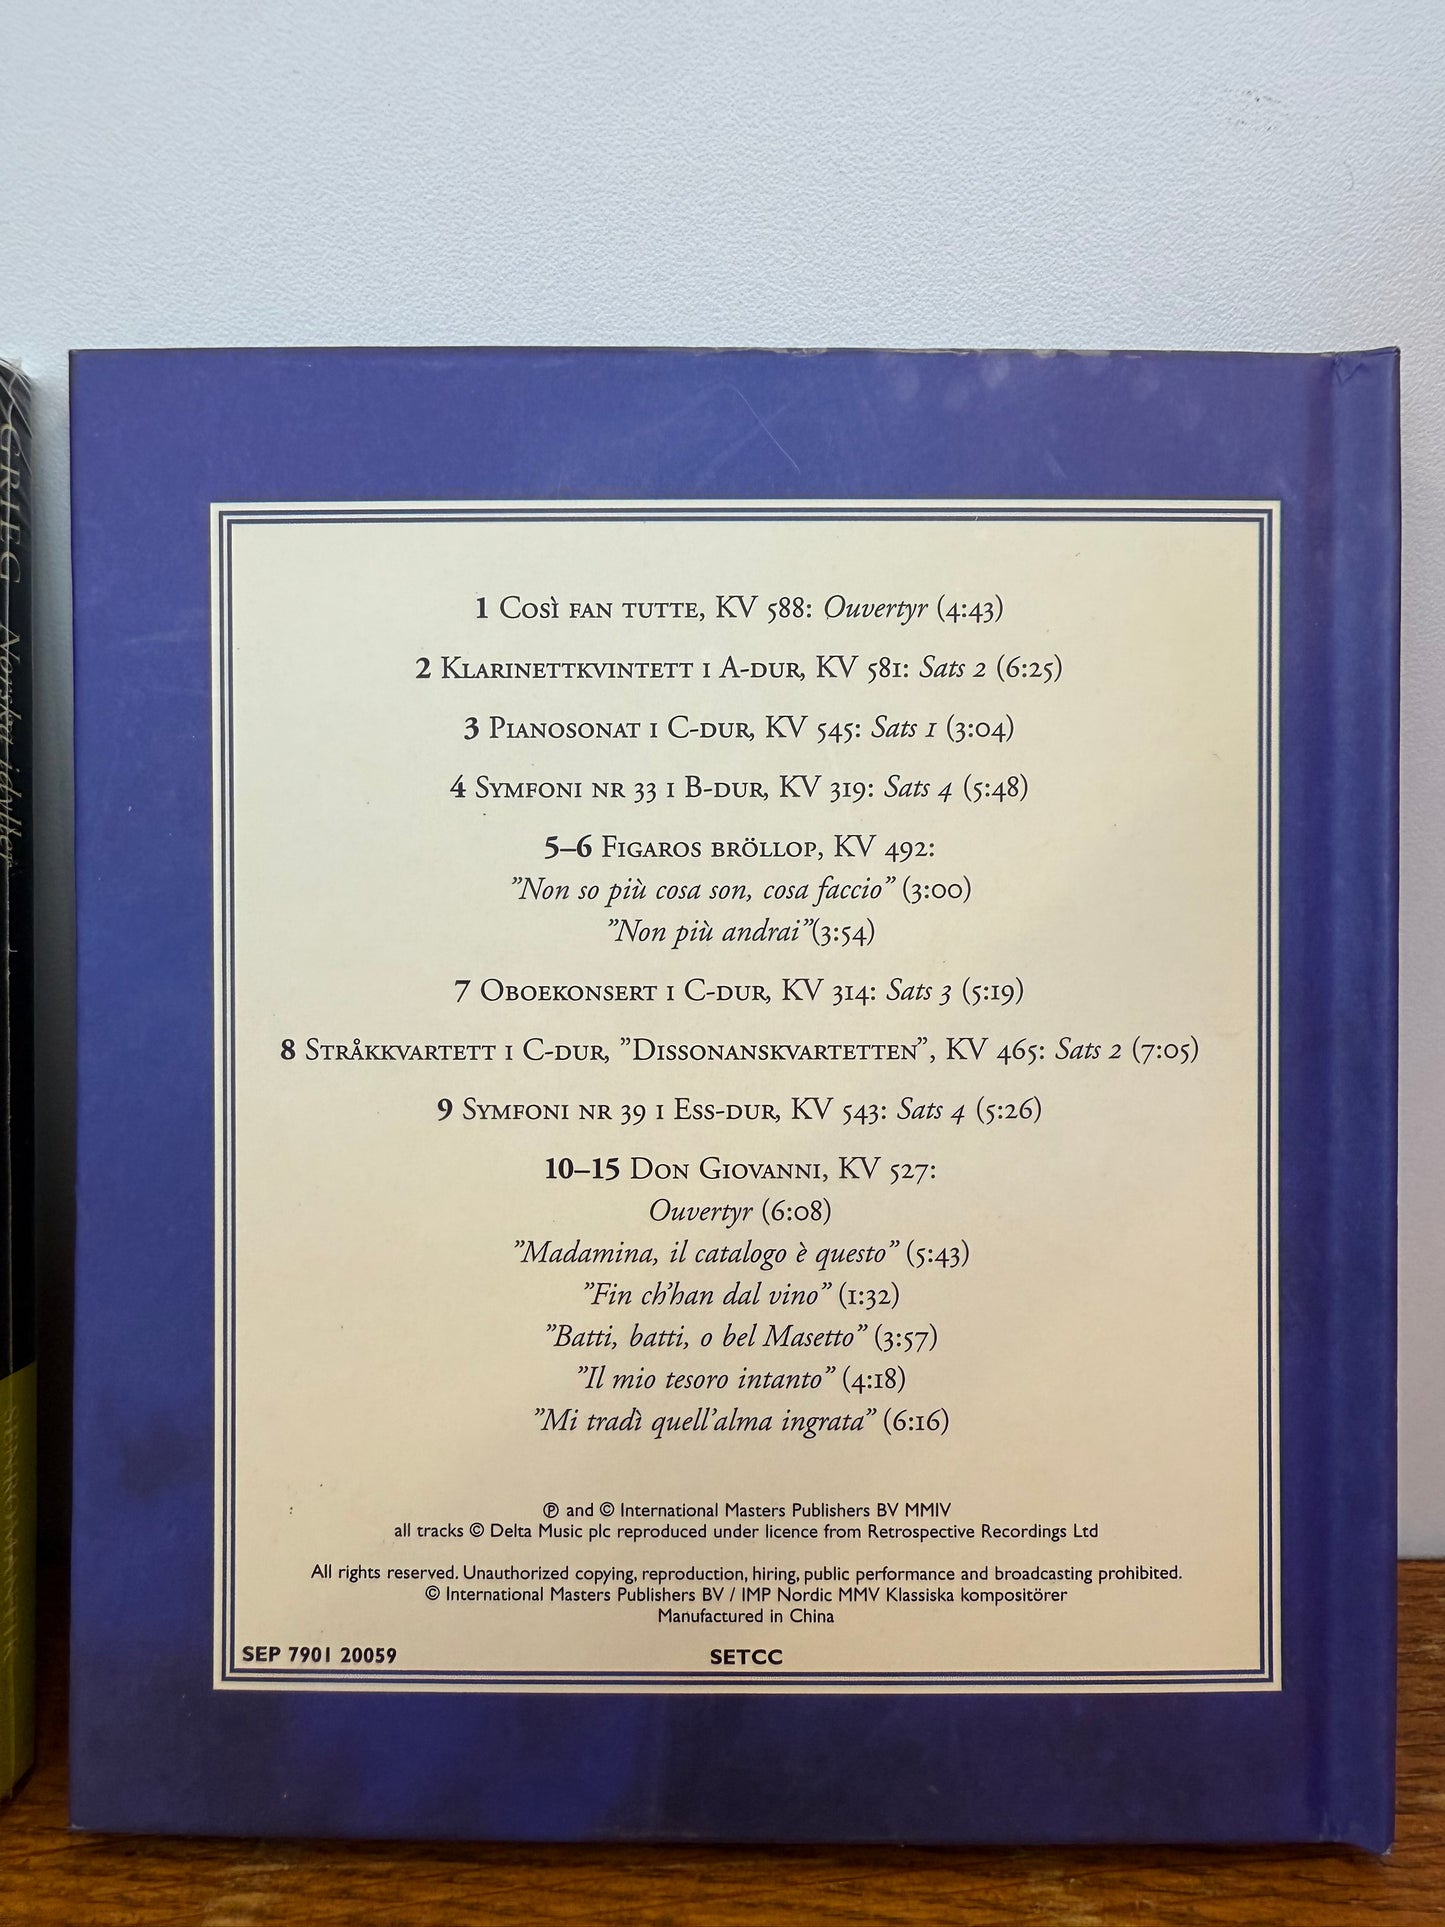 GRIEG Norska idyller
1 Così fan tutte, KV 588: Ouvertyr (4:43)
2 Klarinettkvintett i A-dur, KV 581: Sats 2 (6:25)
3 Pianosonat i C-dur, KV 545: Sats 1 (3:04)
4 Symfoni nr 33 i B-dur, KV 319: Sats 4 (5:48)
5–6 Figaros bröllop, KV 492:
”Non so più cosa son, cosa faccio” (3:00)
”Non più andrai”(3:54)
7 Oboekonsert i C-dur, KV 314: Sats 3 (5:19)
8 Stråkkvartett i C-dur, ”Dissonanskvartetten”, KV 465: Sats 2 (7:05)
9 Symfoni nr 39 i Ess-dur, KV 543: Sats 4 (5:26)
10–15 Don Giovanni, KV 527:
Ouvertyr (6:08)
”Madamina, il catalogo è questo” (5:43)
”Fin ch’han dal vino” (1:32)
”Batti, batti, o bel Masetto” (3:57)
”Il mio tesoro intanto” (4:18)
”Mi tradì quell’alma ingrata” (6:16)
℗ and © International Masters Publishers BV MMIV
all tracks © Delta Music plc reproduced under licence from Retrospective Recordings Ltd
All rights reserved. Unauthorized copying, reproduction, hiring, public performance and broadcasting prohibited.
© International Masters Publishers BV / IMP Nordic MMV Klassiska kompositörer
Manufactured in China
SEP 7901 20059 SETCC